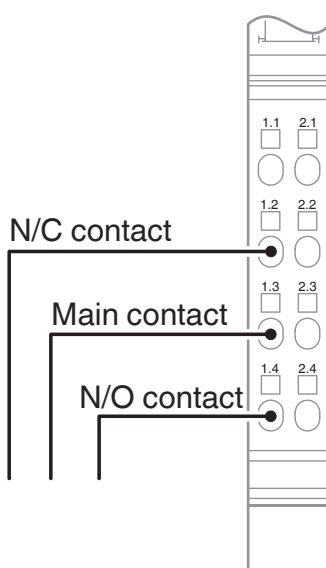 1.1 2.1
1.2 2.2
N/C contact
1.3 2.3
Main contact
1.4 2.4
N/O contact